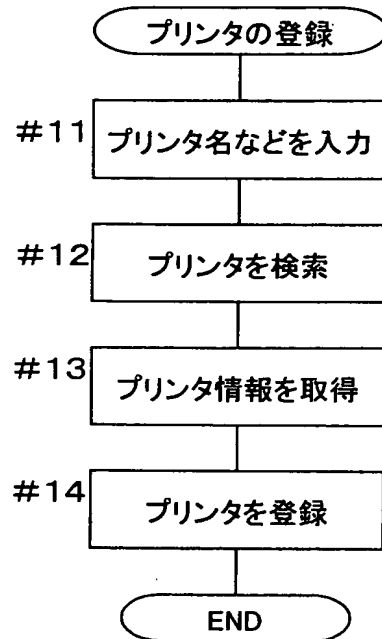 プリンタの登録
#11 プリンタ名などを入力
#12 プリンタを検索
#13 プリンタ情報を取得
#14 プリンタを登録
END